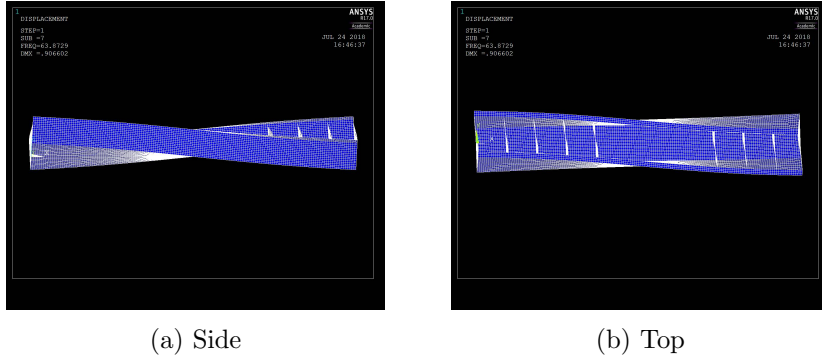 1
DISPLACEMENT
STEP=1
SUB =7
FREQ=63.8729
DMX =.906602
ANSYS
R17.0
Academic
JUL 24 2018
16:46:37
X
(a) Side
1
DISPLACEMENT
STEP=1
SUB =7
FREQ=63.8729
DMX =.906602
ANSYS
R17.0
Academic
JUL 24 2018
16:46:37
X
(b) Top